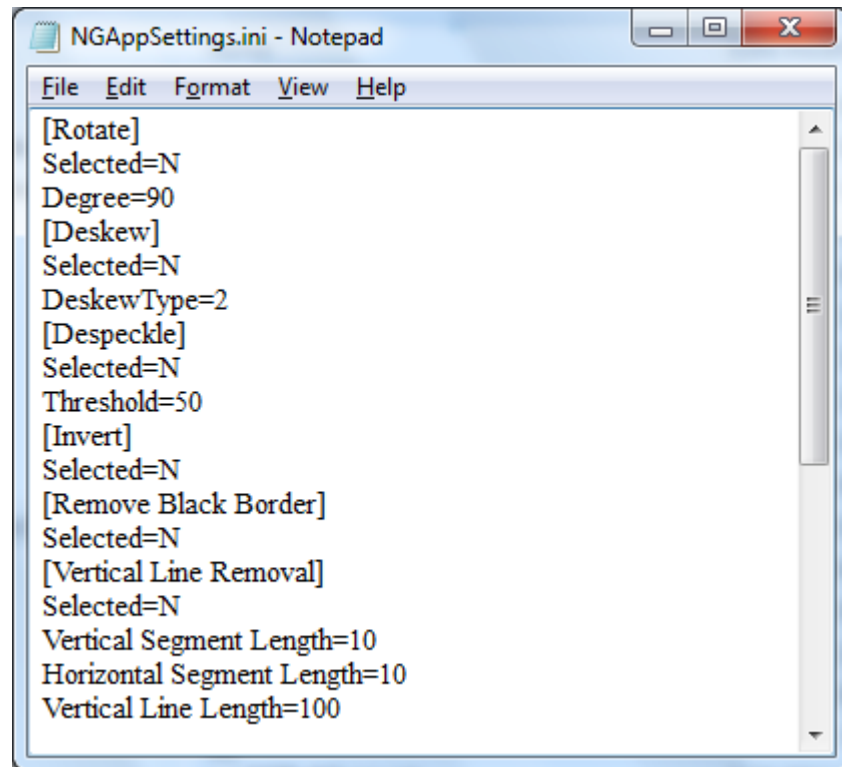 NGAppSettings.ini - Notepad
File Edit Format View Help
[Rotate]
Selected=N
Degree=90
[Deskew]
Selected=N
DeskewType=2
[Despeckle]
Selected=N
Threshold=50
[Invert]
Selected=N
[Remove Black Border]
Selected=N
[Vertical Line Removal]
Selected=N
Vertical Segment Length=10
Horizontal Segment Length=10
Vertical Line Length=100